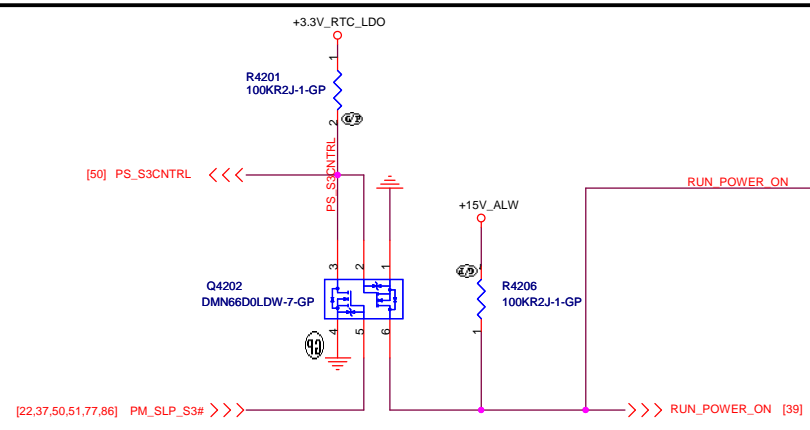 +3.3V_RTC_LDO
1
R4201
100KR2J-1-GP
2
G/P
[50] PS_S3CNTRL
PS_S3CNTRL
RUN_POWER_ON
+15V_ALW
3 2 1
Q4202
DMN66D0LDW-7-GP
R4206
100KR2J-1-GP
4 5 6
GP
1
[22,37,50,51,77,86] PM_SLP_S3#
RUN_POWER_ON [39]